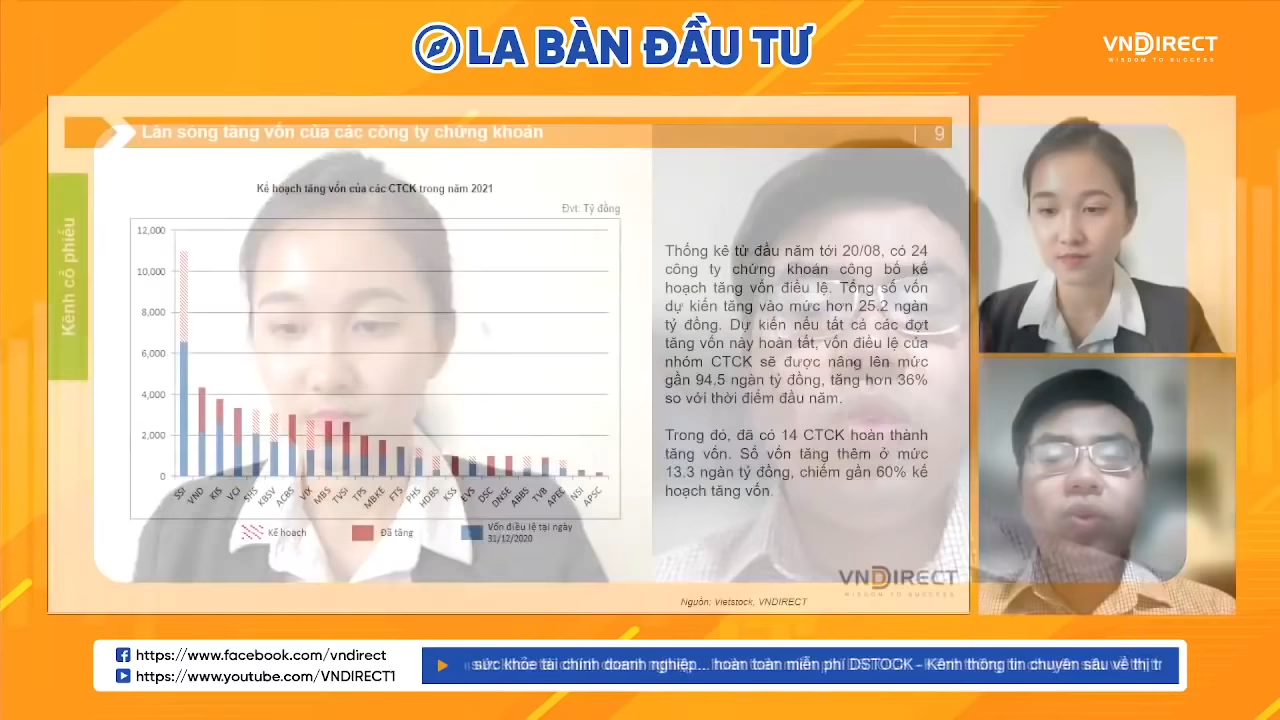 LA BÀN ĐẦU TƯ
VNDIRECT
WISDOM TO SUCCESS
Làn sóng tăng vốn của các công ty chứng khoán
9
Kênh cổ phiếu
Kế hoạch tăng vốn của các CTCK trong năm 2021
Đvt: Tỷ đồng
12,000
10,000
8,000
6,000
4,000
2,000
0
SSI VND KIS VCI SHS KBSV ACBS VIX MBS TVSI TPS MBKE FTS PHS HDBS KSS EVS DSC DNSE ABBS TVB APEC NSI APSC
Kế hoạch
Đã tăng
Vốn điều lệ tại ngày
31/12/2020
Thống kê từ đầu năm tới 20/08, có 24
công ty chứng khoán công bố kế
hoạch tăng vốn điều lệ. Tổng số vốn
dự kiến tăng vào mức hơn 25.2 ngàn
tỷ đồng. Dự kiến nếu tất cả các đợt
tăng vốn này hoàn tất, vốn điều lệ của
nhóm CTCK sẽ được nâng lên mức
gần 94.5 ngàn tỷ đồng, tăng hơn 36%
so với thời điểm đầu năm.
Trong đó, đã có 14 CTCK hoàn thành
tăng vốn. Số vốn tăng thêm ở mức
13.3 ngàn tỷ đồng, chiếm gần 60% kế
hoạch tăng vốn.
VNDIRECT
WISDOM TO SUCCESS
Nguồn: Vietstock, VNDIRECT
https://www.facebook.com/vndirect
https://www.youtube.com/VNDIRECT1
sức khỏe tài chính doanh nghiệp... hoàn toàn miễn phí DSTOCK - Kênh thông tin chuyên sâu về thị tr